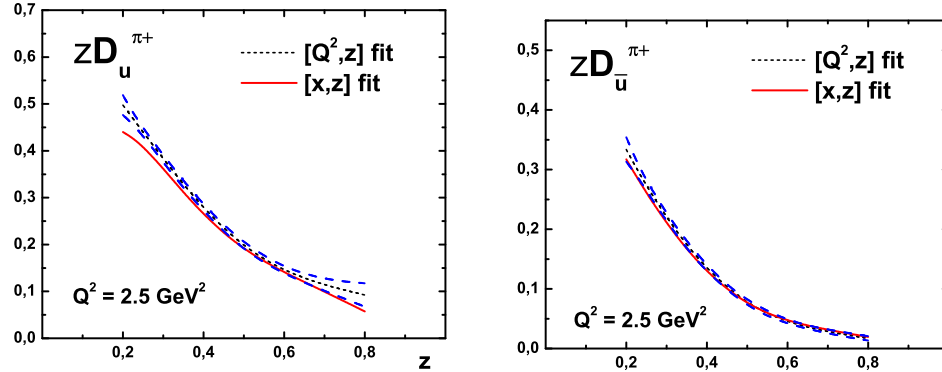 0,7
0,6
0,5
0,4
0,3
0,2
0,1
0,0
zD_u^π+
[Q²,z] fit
[x,z] fit
Q² = 2.5 GeV²
0,2 0,4 0,6 0,8 z
0,5
0,4
0,3
0,2
0,1
0,0
zD_ū^π+
[Q²,z] fit
[x,z] fit
Q² = 2.5 GeV²
0,2 0,4 0,6 0,8